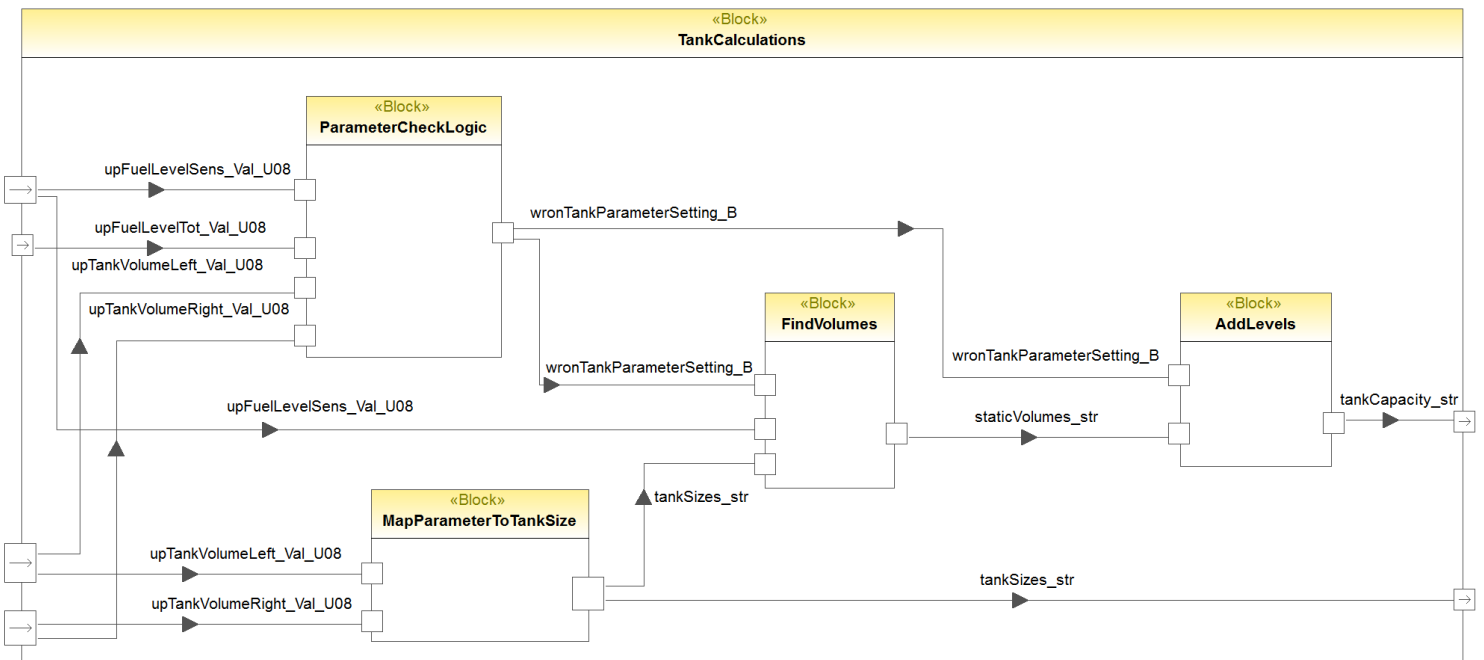 «Block»
TankCalculations
«Block»
ParameterCheckLogic
upFuelLevelSens_Val_U08
upFuelLevelTot_Val_U08
upTankVolumeLeft_Val_U08
upTankVolumeRight_Val_U08
wronTankParameterSetting_B
«Block»
FindVolumes
«Block»
AddLevels
wronTankParameterSetting_B
wronTankParameterSetting_B
upFuelLevelSens_Val_U08
staticVolumes_str
tankCapacity_str
tankSizes_str
«Block»
MapParameterToTankSize
upTankVolumeLeft_Val_U08
upTankVolumeRight_Val_U08
tankSizes_str